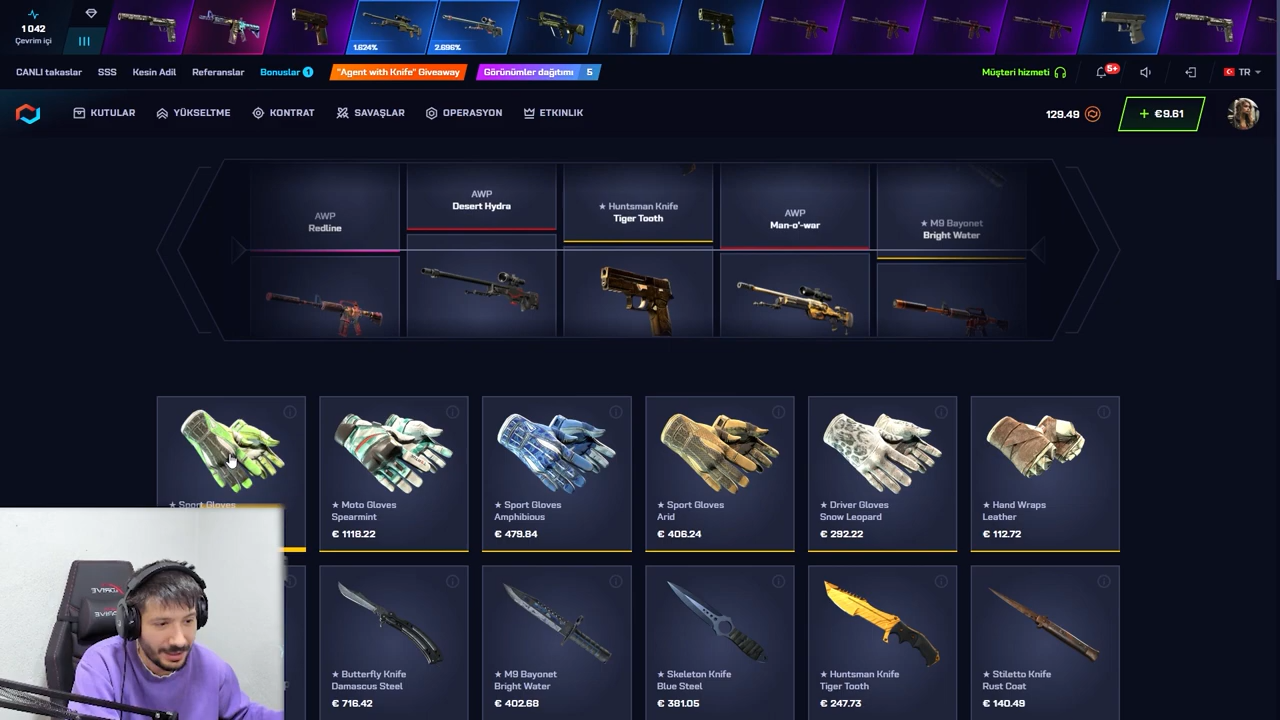 1 042
Çevrim içi
1.624%
2.696%
CANLI takaslar
SSS
Kesin Adil
Referanslar
Bonuslar 1
"Agent with Knife" Giveaway
Görünümler dağıtımı 5
Müşteri hizmeti
5+
TR
KUTULAR
YÜKSELTME
KONTRAT
SAVAŞLAR
OPERASYON
ETKINLIK
129.49
+ €9.61
AWP
Redline
AWP
Desert Hydra
★ Huntsman Knife
Tiger Tooth
AWP
Man-o'-war
★ M9 Bayonet
Bright Water
★ Sport Gloves
★ Moto Gloves
Spearmint
€ 1118.22
★ Sport Gloves
Amphibious
€ 479.84
★ Sport Gloves
Arid
€ 406.24
★ Driver Gloves
Snow Leopard
€ 292.22
★ Hand Wraps
Leather
€ 112.72
★ Butterfly Knife
Damascus Steel
€ 716.42
★ M9 Bayonet
Bright Water
€ 402.68
★ Skeleton Knife
Blue Steel
€ 381.05
★ Huntsman Knife
Tiger Tooth
€ 247.73
★ Stiletto Knife
Rust Coat
€ 140.49